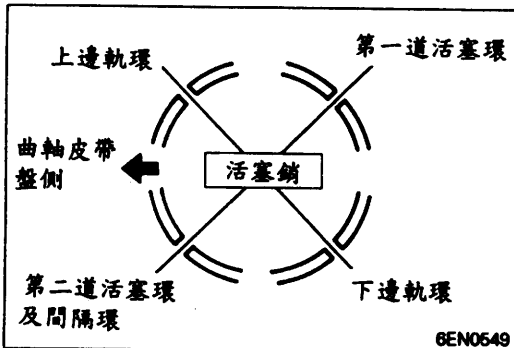 上邊軌環
第一道活塞環
曲軸皮帶
盤側
活塞銷
第二道活塞環
及間隔環
下邊軌環
6EN0549